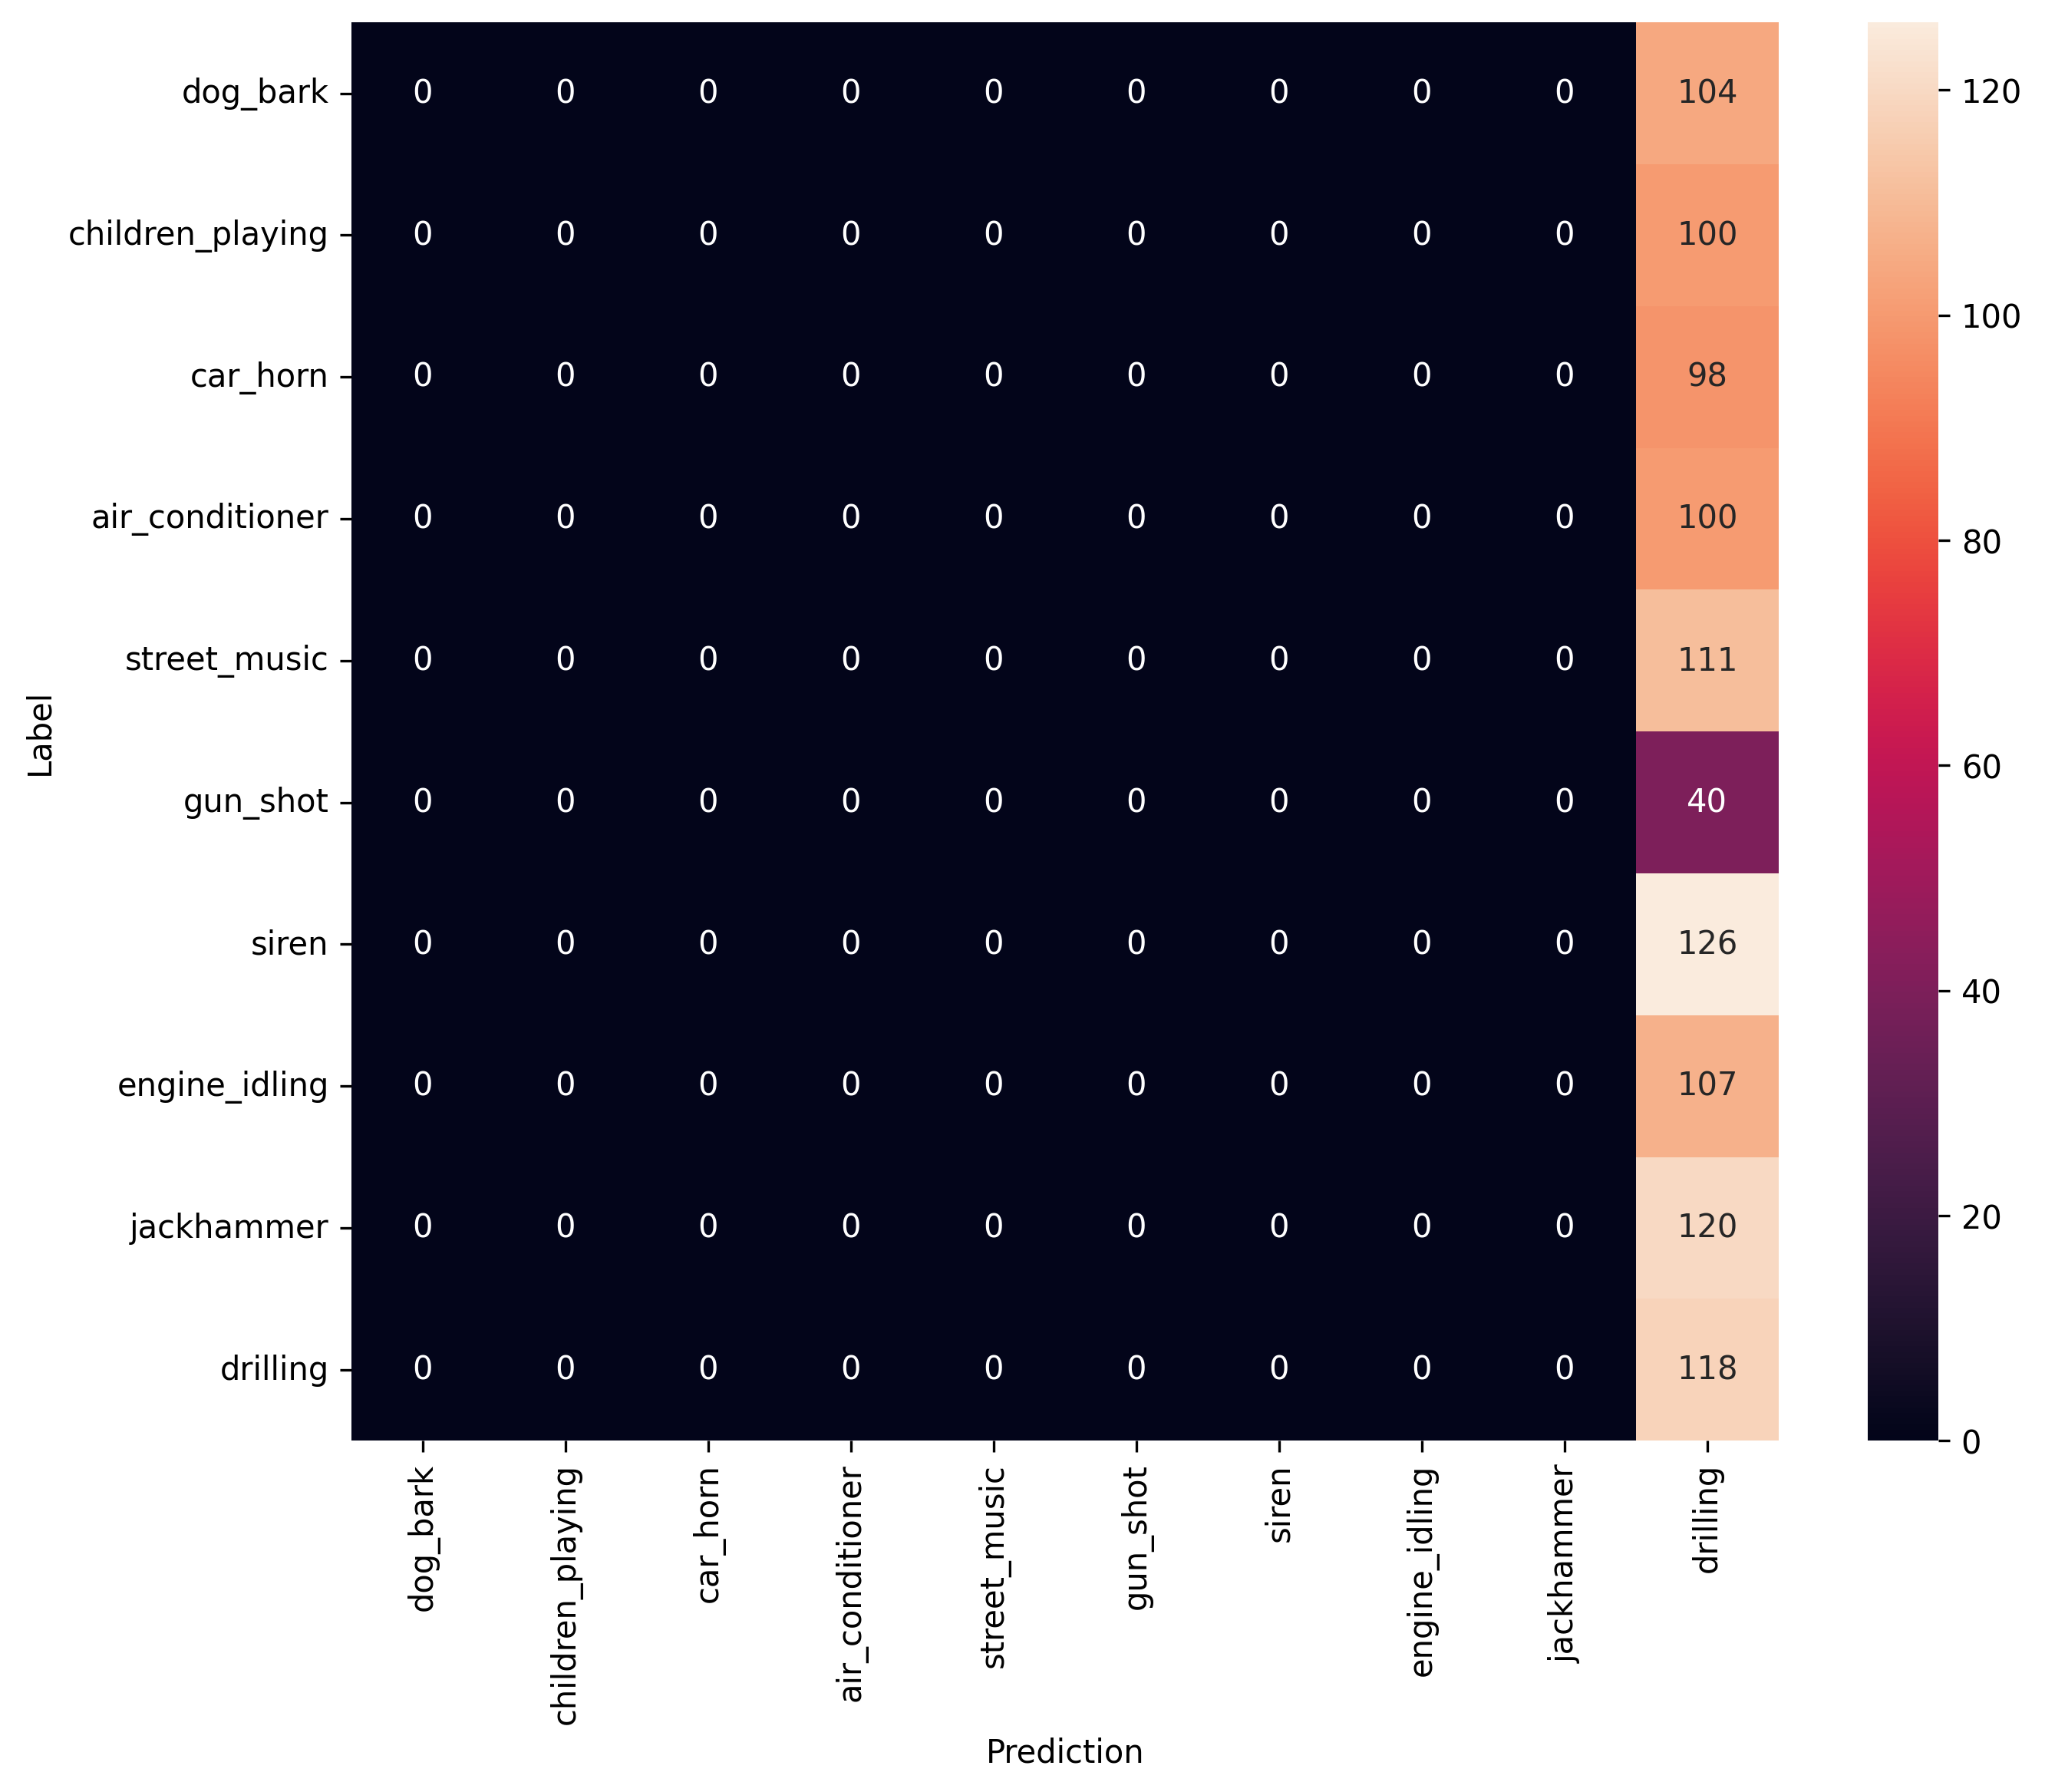 dog_bark 0 0 0 0 0 0 0 0 0 104
children_playing 0 0 0 0 0 0 0 0 0 100
car_horn 0 0 0 0 0 0 0 0 0 98
air_conditioner 0 0 0 0 0 0 0 0 0 100
street_music 0 0 0 0 0 0 0 0 0 111
gun_shot 0 0 0 0 0 0 0 0 0 40
siren 0 0 0 0 0 0 0 0 0 126
engine_idling 0 0 0 0 0 0 0 0 0 107
jackhammer 0 0 0 0 0 0 0 0 0 120
drilling 0 0 0 0 0 0 0 0 0 118
Label
dog_bark
children_playing
car_horn
air_conditioner
street_music
gun_shot
siren
engine_idling
jackhammer
drilling
Prediction
120
100
80
60
40
20
0